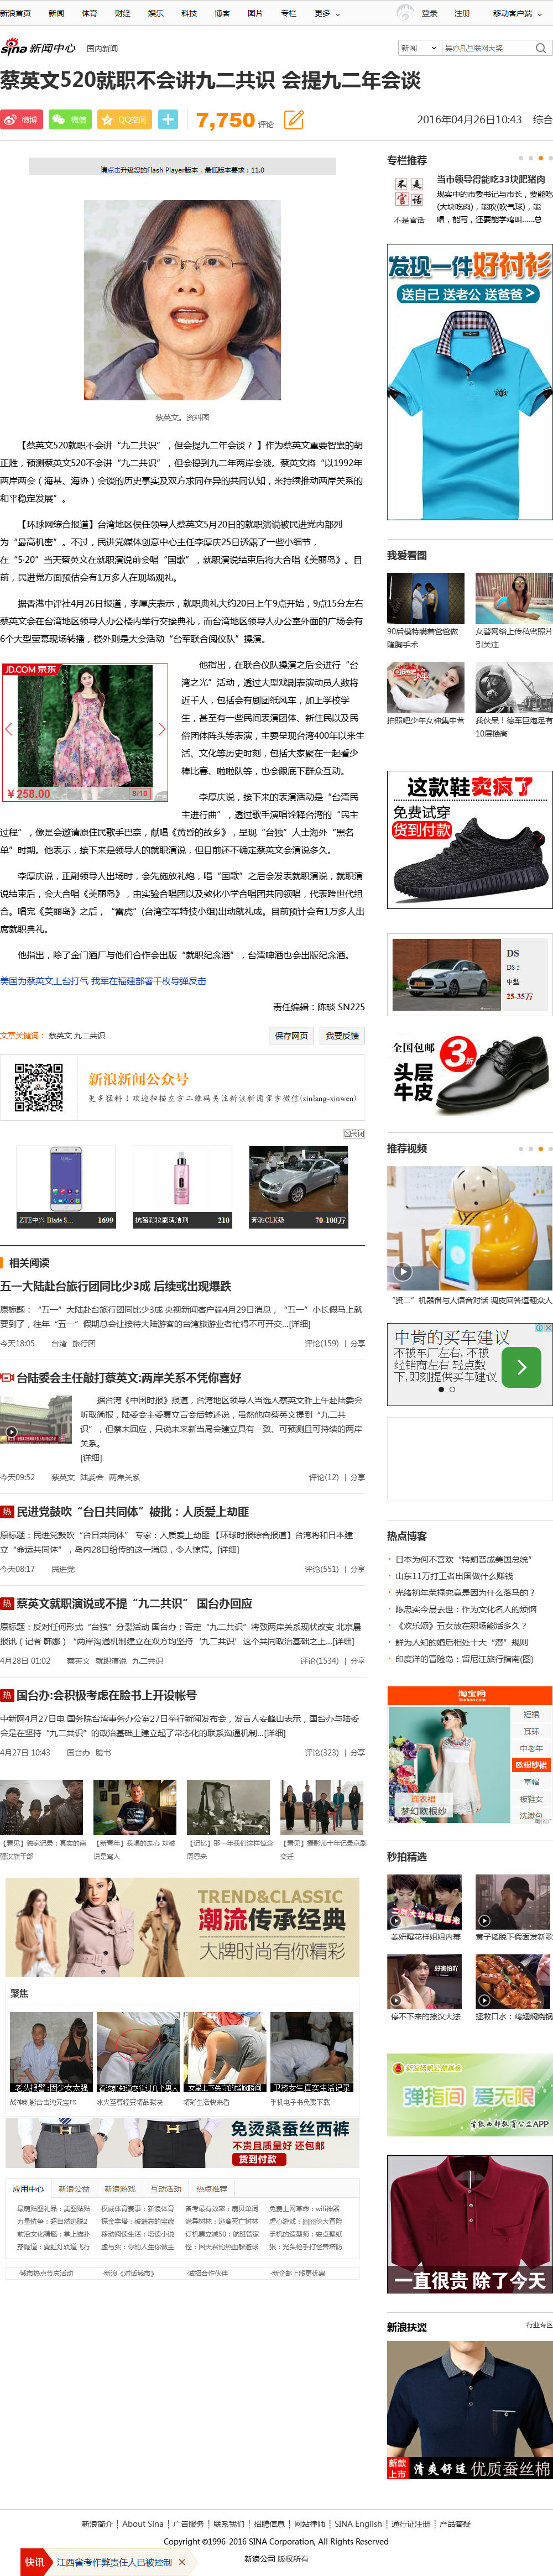 新浪首页 新闻 体育 财经 娱乐 科技 博客 图片 专栏 更多 登录 注册 移动客户端
sina 新闻中心 国内新闻
新闻 吴亦凡互联网大奖
蔡英文520就职不会讲九二共识 会提九二年会谈
微博 微信 QQ空间 7,750 评论 2016年04月26日10:43 综合
请点击升级您的Flash Player版本，最低版本要求：11.0
蔡英文。资料图
【蔡英文520就职不会讲“九二共识”，但会提九二年会谈？ 】作为蔡英文重要智囊的胡
正胜，预测蔡英文520不会讲“九二共识”，但会提到九二年两岸会谈。蔡英文将“以1992
年两岸两会（海基、海协）会谈的历史事实及双方求同存异的共同认知，来持续推动两岸关系的
和平稳定发展”。
【环球网综合报道】台湾地区侯任领导人蔡英文5月20日的就职演说被民进党内部列
为“最高机密”。不过，民进党媒体创意中心主任李厚庆25日透露了一些小细节，
在“5·20”当天蔡英文在就职演说前会唱“国歌”，就职演说结束后将大合唱《美丽岛》。目
前，民进党方面预估会有1万多人在现场观礼。
据香港中评社4月26日报道，李厚庆表示，就职典礼大约20日上午9点开始，9点15分左右
蔡英文会在台湾地区领导人办公楼内举行交接典礼，而台湾地区领导人办公室外面的广场会有
6个大型萤幕现场转播，楼外则是大会活动“台军联合阅仪队”操演。
他指出，在联合仪队操演之后会进行“台
湾之光”活动，透过大型戏剧表演动员人数将
近千人，包括会有剧团纸风车，加上学校学
生，甚至有一些民间表演团体、新住民以及民
俗团体阵头等表演，主要呈现台湾400年以来生
活、文化等历史时刻，包括大家聚在一起看少
棒比赛、啦啦队等，也会跟底下群众互动。
JD.COM 京东
￥258.00 8/10
李厚庆说，接下来的表演活动是“台湾民
主进行曲”，透过歌手演唱诠释台湾的“民主
过程”，像是会邀请原住民歌手巴奈，献唱《黄昏的故乡》，呈现“台独”人士海外“黑名
单”时期。他表示，接下来是领导人的就职演说，但目前还不确定蔡英文会演说多久。
李厚庆说，正副领导人出场时，会先施放礼炮，唱“国歌”之后会发表就职演说，就职演
说结束后，会大合唱《美丽岛》，由实验合唱团以及敦化小学合唱团共同领唱，代表跨世代组
合。唱完《美丽岛》之后，“雷虎”(台湾空军特技小组)出动就礼成。目前预计会有1万多人出
席就职典礼。
他指出，除了金门酒厂与他们合作会出版“就职纪念酒”，台湾啤酒也会出版纪念酒。
美国为蔡英文上台打气 我军在福建部署千枚导弹反击
责任编辑：陈琰 SN225
文章关键词： 蔡英文 九二共识 保存网页 我要反馈
新浪新闻公众号
更多猛料！欢迎扫描左方二维码关注新浪新闻官方微信(xinlang-xinwen)
关闭
ZTE中兴 Blade S... 1699
抗皱彩妆刷清洁剂 210
奔驰CLK级 70-100万
相关阅读
五一大陆赴台旅行团同比少3成 后续或出现爆跌
原标题：“五一”大陆赴台旅行团同比少3成 央视新闻客户端4月29日消息，“五一”小长假马上就
要到了，往年“五一”假期总会让接待大陆游客的台湾旅游业者忙得不可开交...[详细]
今天18:05 台湾 旅行团 评论(159) | 分享
台陆委会主任敲打蔡英文:两岸关系不凭你喜好
据台湾《中国时报》报道，台湾地区领导人当选人蔡英文昨上午赴陆委会
听取简报，陆委会主委夏立言会后转述说，虽然他向蔡英文提到“九二共
识”，但蔡未回应，只说未来新当局会建立具有一致、可预测且可持续的两岸
关系。
[详细]
今天09:52 蔡英文 陆委会 两岸关系 评论(12) | 分享
热 民进党鼓吹“台日共同体”被批：人质爱上劫匪
原标题：民进党鼓吹“台日共同体” 专家：人质爱上劫匪 【环球时报综合报道】台湾将和日本建
立“命运共同体”，岛内28日纷传的这一消息，令人惊愕。[详细]
今天08:17 民进党 评论(551) | 分享
热 蔡英文就职演说或不提“九二共识” 国台办回应
原标题：反对任何形式“台独”分裂活动 国台办：否定“九二共识”将致两岸关系现状改变 北京晨
报讯（记者 韩娜）“两岸沟通机制建立在双方均坚持‘九二共识’这个共同政治基础之上...[详细]
4月28日 01:02 蔡英文 就职演说 九二共识 评论(1534) | 分享
热 国台办:会积极考虑在脸书上开设帐号
中新网4月27日电 国务院台湾事务办公室27日举行新闻发布会，发言人安峰山表示，国台办与陆委
会是在坚持“九二共识”的政治基础上建立起了常态化的联系沟通机制...[详细]
4月27日 10:43 国台办 脸书 评论(323) | 分享
【看见】独家记录：真实的南疆汉族干部
【新青年】我唱的走心 却被说是骂人
【记忆】那一年我们这样悼念周恩来
【看见】摄影师十年记录京剧变迁
TREND&CLASSIC
潮流传承经典
大牌时尚有你精彩
聚焦
老头报警:因少女太强
女星上下失守的尴尬瞬间
卫校女生真实生活记录
精彩生活快来看
手机电子书免费下载
免烫桑蚕丝西裤
不贵且质量好 还包邮
货到付款
应用中心 新浪公益 新浪游戏 互动活动 热点推荐
·城市热点节庆活动 ·新浪《对话城市》 ·诚招合作伙伴 ·新企邮上线更优惠
专栏推荐
不是官话
当市领导得能吃33块肥猪肉
现实中的市委书记与市长，要能吃
(大块吃肉)，能吹(吹气球)，能
唱，能写，还要能学鸡叫......总
发现一件好衬衫
送自己 送老公 送爸爸
我爱看图
90后模特瞒着爸爸做隆胸手术
女警网络上传私密照片引关注
拍照吧少年女神集中营
我伙呆！德军巨炮足有10层楼高
这款鞋卖疯了
免费试穿
货到付款
DS
DS 5
中型
25-35万
全国包邮 3折
头层牛皮
推荐视频
“贤二”机器僧与人语音对话 调皮回答逗翻众人
中肯的买车建议
不被车厂左右,不被
经销商左右 轻点数
下,即刻提供买车建议
热点博客
日本为何不喜欢“特朗普成美国总统”
山东11万打工者出国做什么赚钱
光绪初年荣禄究竟是因为什么落马的？
陈忠实今晨去世：作为文化名人的烦恼
《欢乐颂》五女放在职场能活多久？
鲜为人知的婚后相处十大“潜”规则
印度洋的冒险岛：留尼汪旅行指南(图)
淘宝网
Taobao.com
短裙
耳环
中老年
欧根纱裙
草帽
板鞋女
洗漱包
连衣裙
梦幻欧根纱
秒拍精选
姜妍曝花样姐姐内幕
黄子韬脱下假面发新歌
停不下来的撩汉大法
拯救口水：鸡翅焖烧锅
新浪扬帆公益基金
弹指间 爱无限
一直很贵 除了今天
新浪扶翼 行业专区
新款上市 清爽舒适 优质蚕丝棉
新浪简介 | About Sina | 广告服务 | 联系我们 | 招聘信息 | 网站律师 | SINA English | 通行证注册 | 产品答疑
Copyright ©1996-2016 SINA Corporation, All Rights Reserved
新浪公司 版权所有
快讯 江西省考作弊责任人已被控制